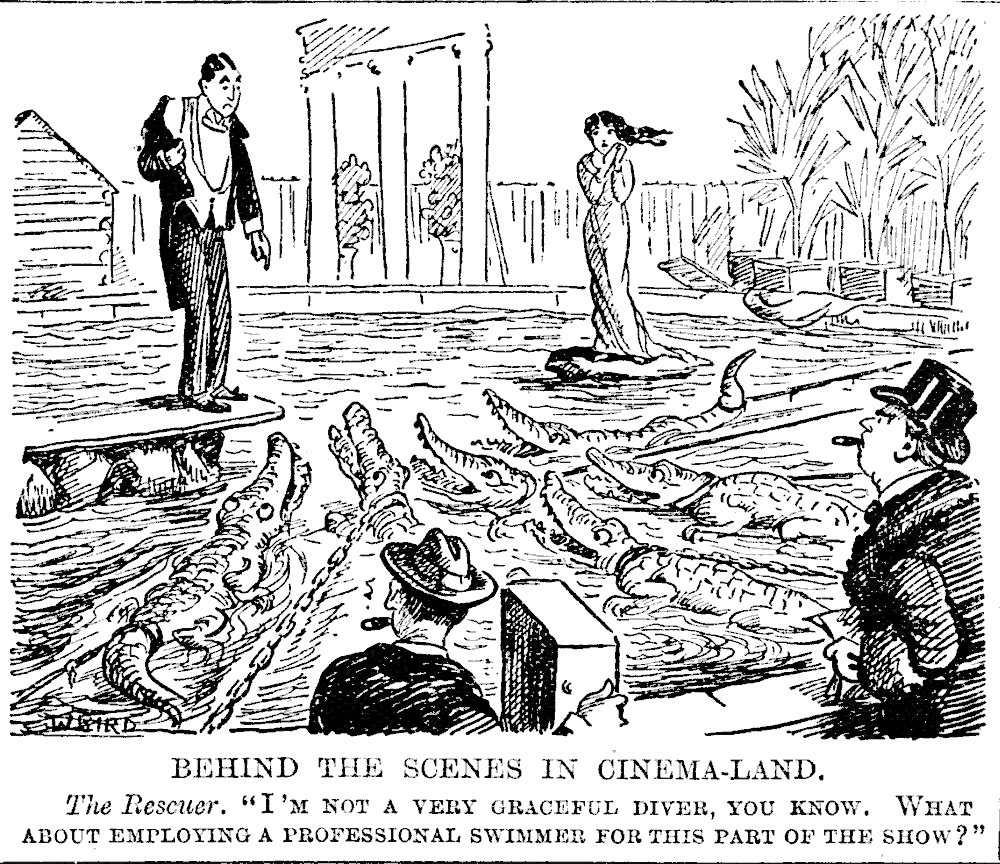 BEHIND THE SCENES IN CINEMA-LAND.
The Rescuer. "I'M NOT A VERY GRACEFUL DIVER, YOU KNOW. WHAT
ABOUT EMPLOYING A PROFESSIONAL SWIMMER FOR THIS PART OF THE SHOW?"